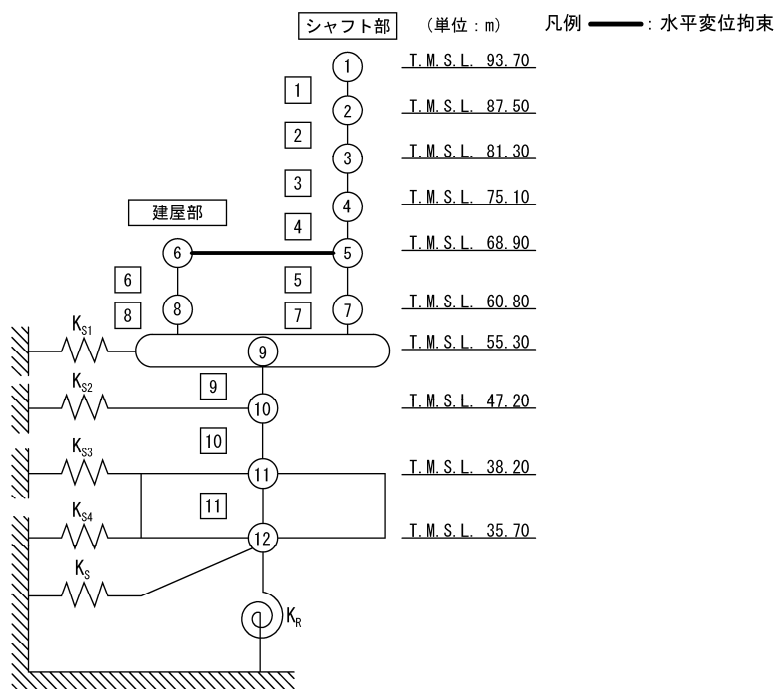 シャフト部 (単位:m) 凡例 ━━:水平変位拘束
1 T.M.S.L. 93.70
1
2 T.M.S.L. 87.50
2
3 T.M.S.L. 81.30
3
4 T.M.S.L. 75.10
建屋部
4
6 5 T.M.S.L. 68.90
6 5
8 7 T.M.S.L. 60.80
8 7
KS1
9 T.M.S.L. 55.30
KS2 9
10 T.M.S.L. 47.20
KS3 10
11 T.M.S.L. 38.20
KS4 11
12 T.M.S.L. 35.70
KS
KR